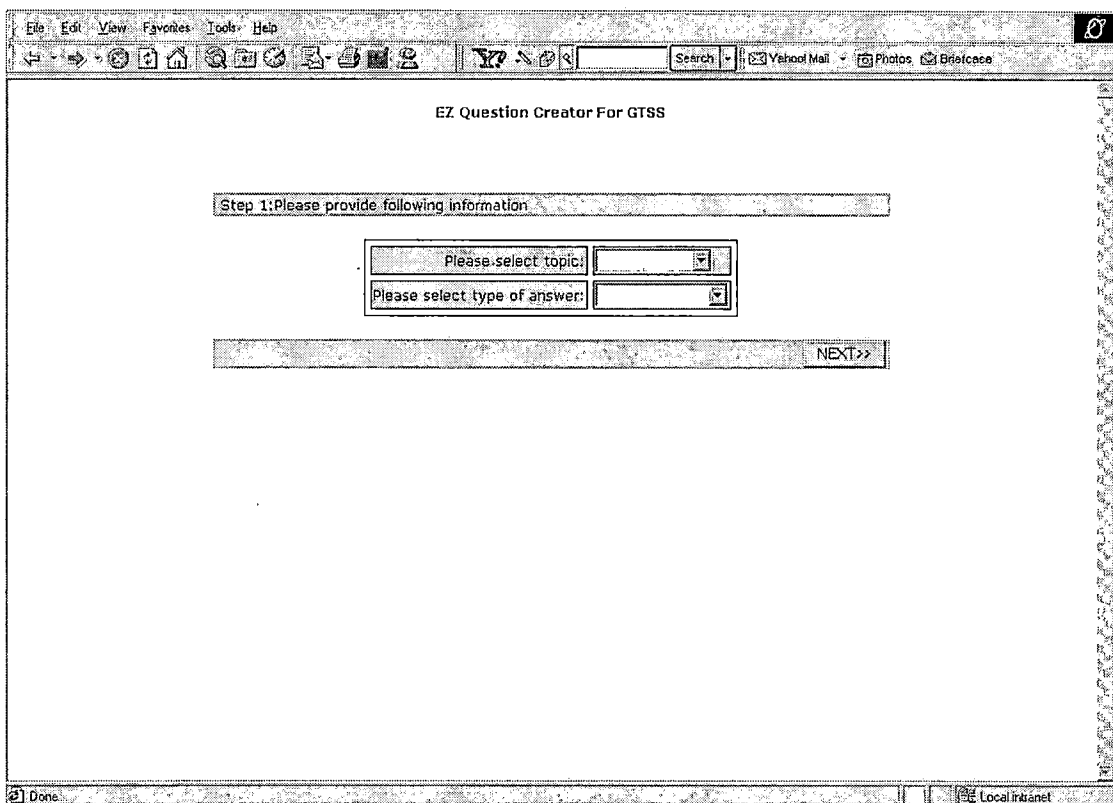 File Edit View Favorites Tools Help
Y? Search Yahoo! Mail Photos Briefcase
EZ Question Creator For GTSS
Step 1:Please provide following information
Please select topic:
Please select type of answer:
NEXT>>
Done
Local intranet